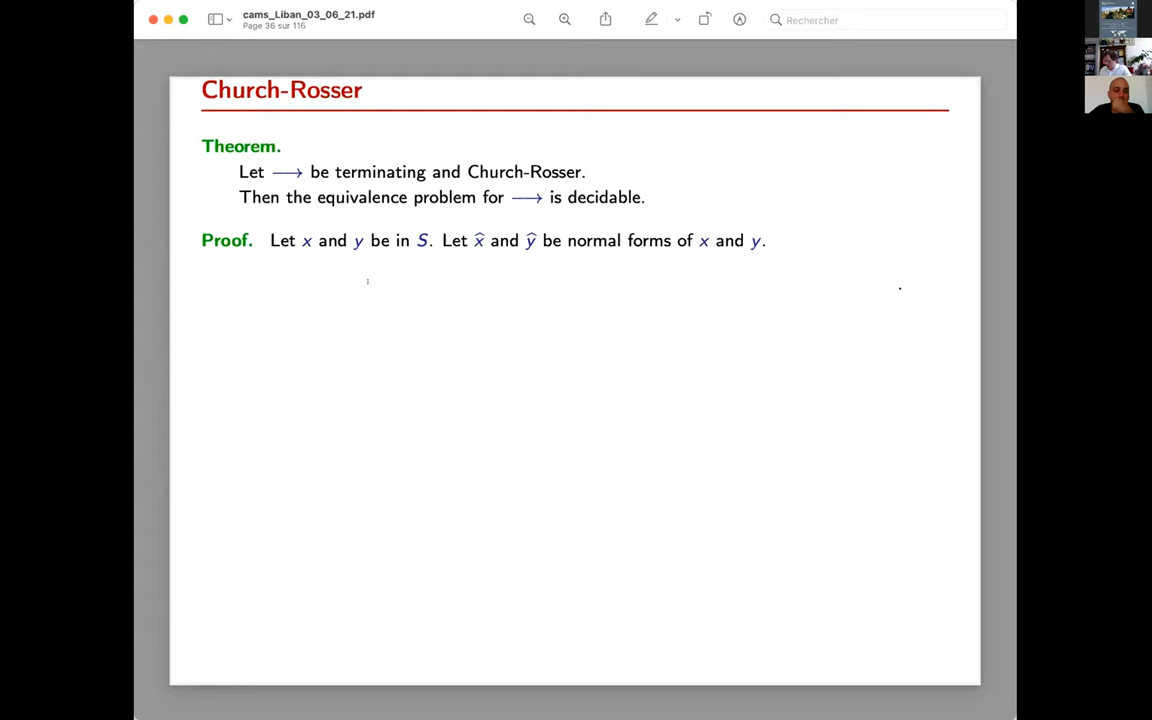 cams_Liban_03_06_21.pdf
Page 36 sur 116
Rechercher
Church-Rosser
Theorem.
Let ⟶ be terminating and Church-Rosser.
Then the equivalence problem for ⟶ is decidable.
Proof. Let x and y be in S. Let x̂ and ŷ be normal forms of x and y.
.